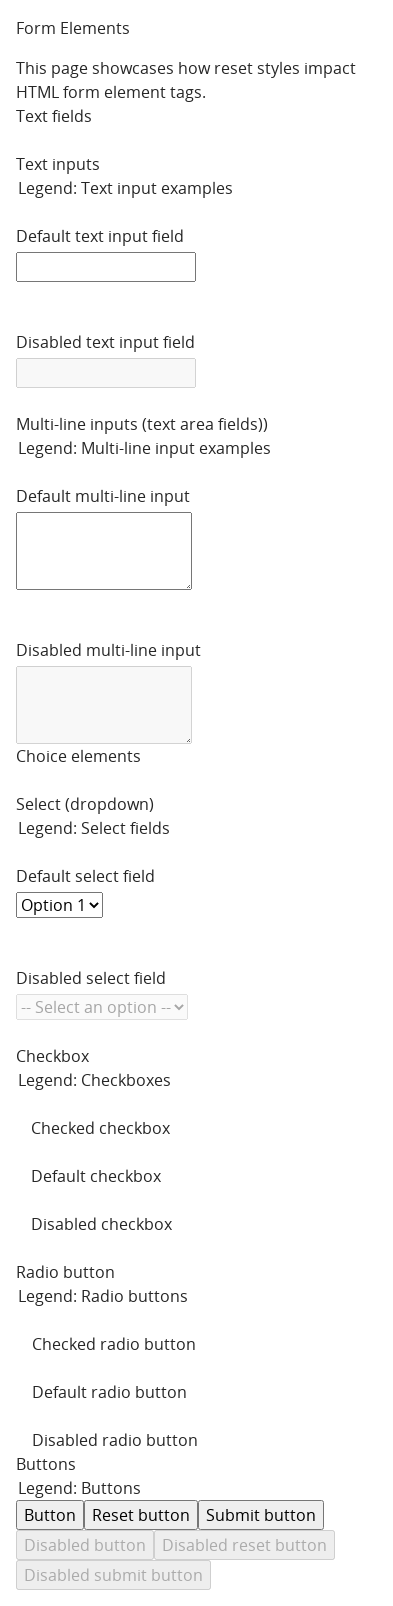 Form Elements
This page showcases how reset styles impact
HTML form element tags.
Text fields
Text inputs
Legend: Text input examples
Default text input field
Disabled text input field
Multi-line inputs (text area fields))
Legend: Multi-line input examples
Default multi-line input
Disabled multi-line input
Choice elements
Select (dropdown)
Legend: Select fields
Default select field
Option 1
Disabled select field
-- Select an option --
Checkbox
Legend: Checkboxes
Checked checkbox
Default checkbox
Disabled checkbox
Radio button
Legend: Radio buttons
Checked radio button
Default radio button
Disabled radio button
Buttons
Legend: Buttons
Button Reset button Submit button
Disabled button Disabled reset button
Disabled submit button